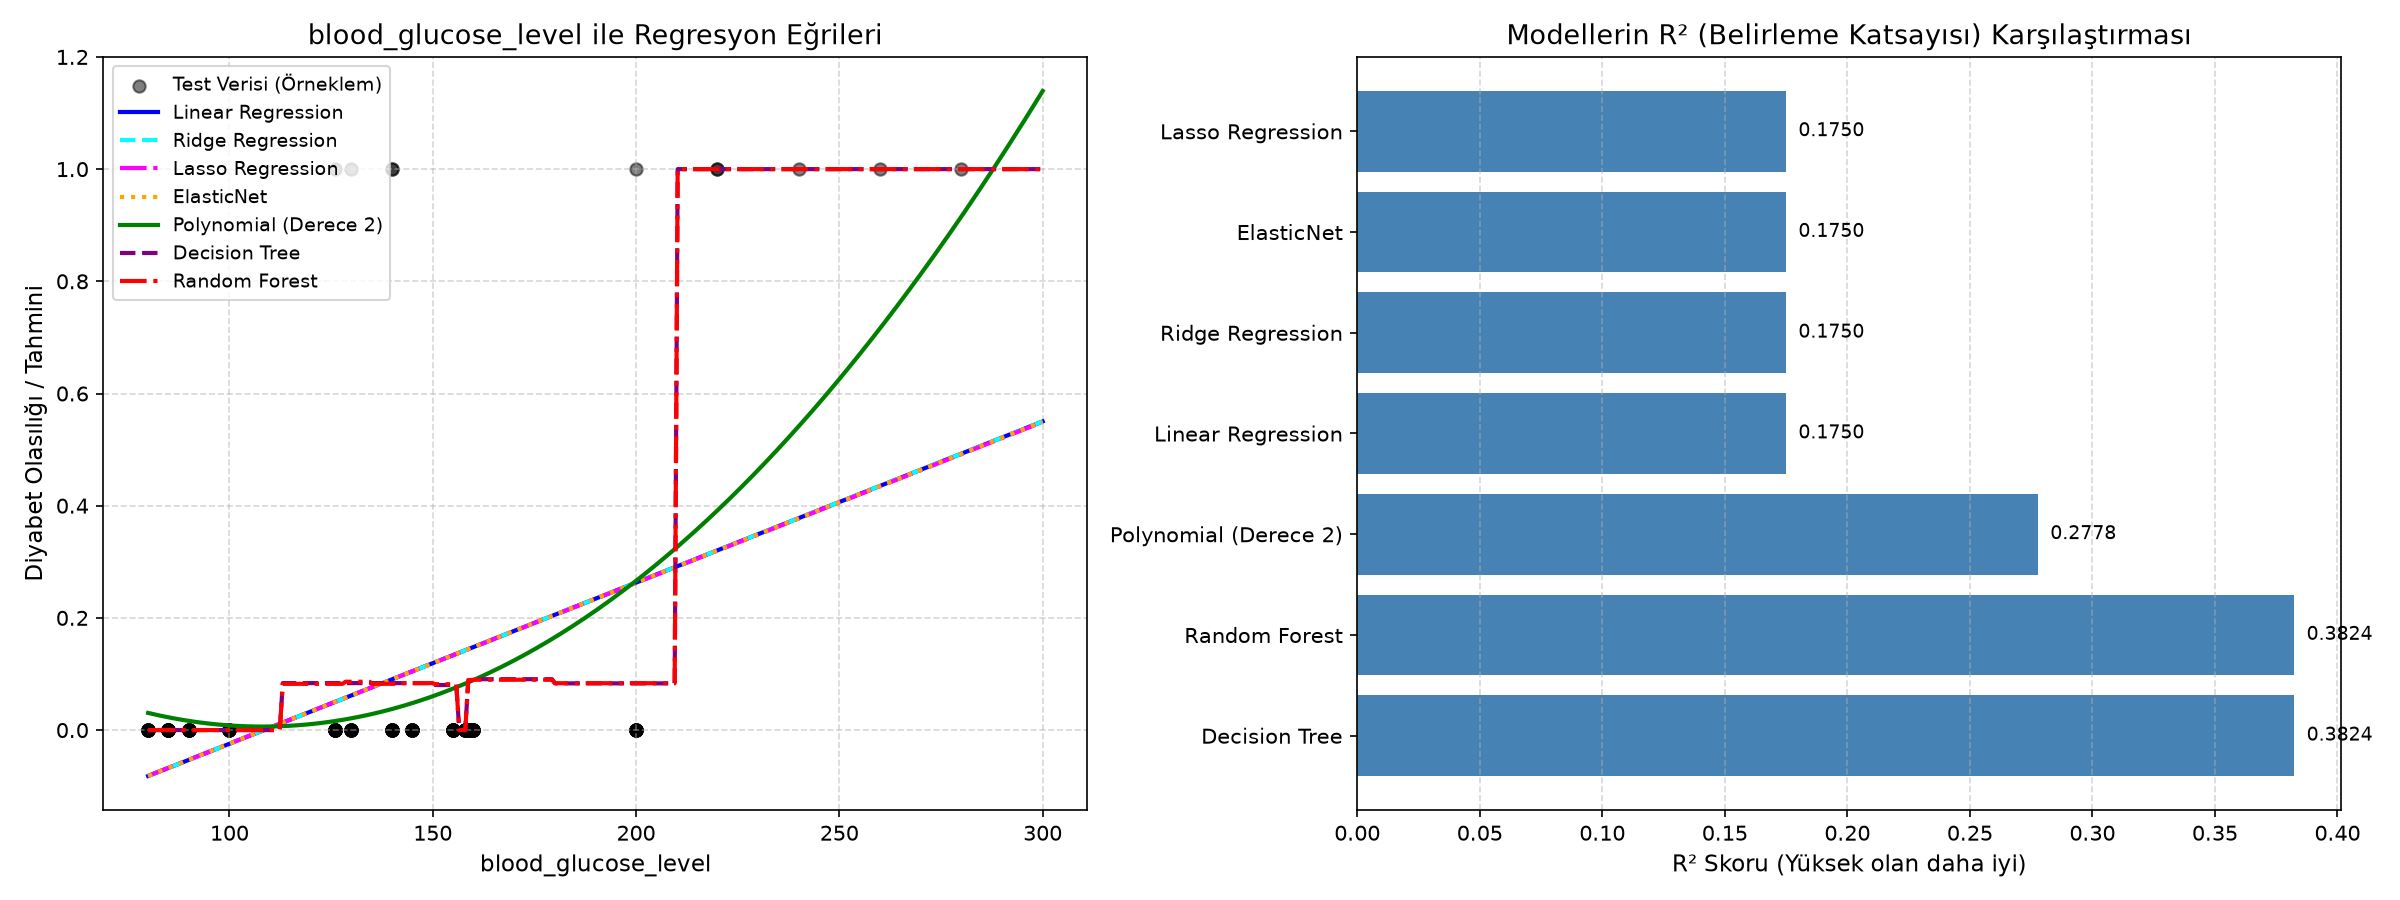 blood_glucose_level ile Regresyon Eğrileri
1.2
1.0
0.8
0.6
0.4
0.2
0.0
Diyabet Olasılığı / Tahmini
Test Verisi (Örneklem)
Linear Regression
Ridge Regression
Lasso Regression
ElasticNet
Polynomial (Derece 2)
Decision Tree
Random Forest
100 150 200 250 300
blood_glucose_level
Modellerin R² (Belirleme Katsayısı) Karşılaştırması
Lasso Regression 0.1750
ElasticNet 0.1750
Ridge Regression 0.1750
Linear Regression 0.1750
Polynomial (Derece 2) 0.2778
Random Forest 0.3824
Decision Tree 0.3824
0.00 0.05 0.10 0.15 0.20 0.25 0.30 0.35 0.40
R² Skoru (Yüksek olan daha iyi)